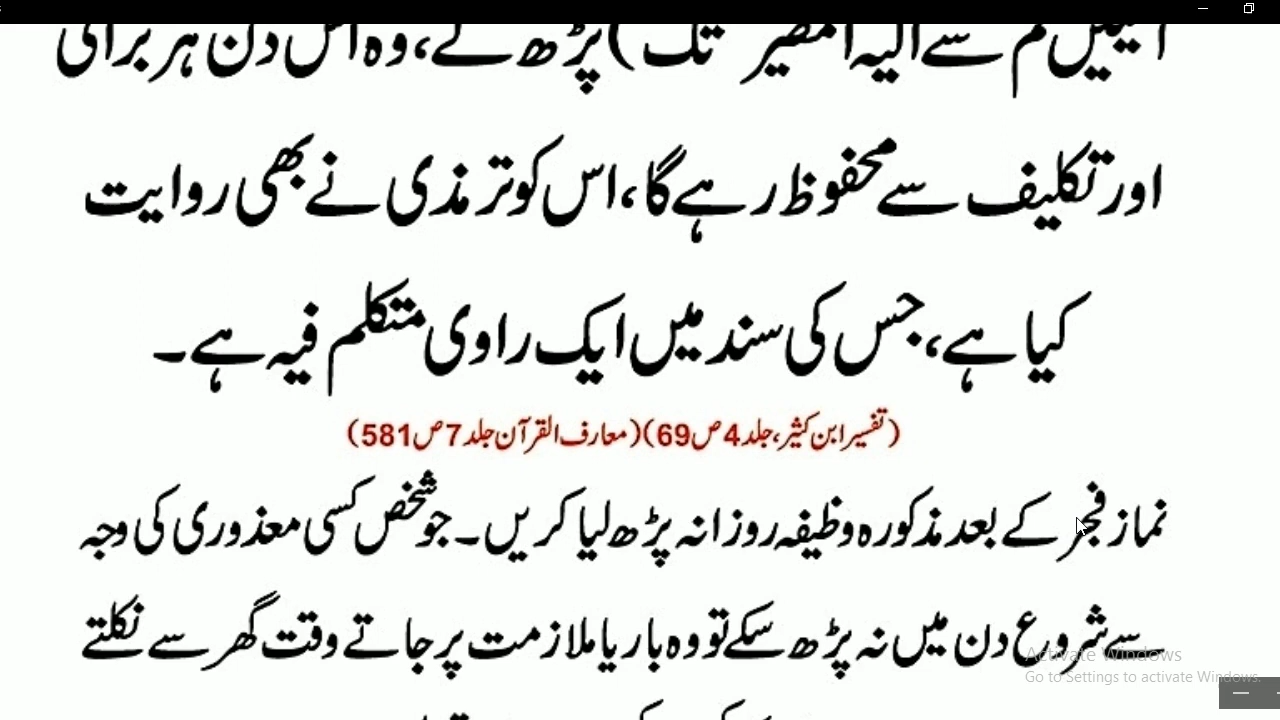 سے الیہ المصیر تک) پڑھ لے، وہ اس دن ہر برائی
اور تکلیف سے محفوظ رہے گا، اس کو ترمذی نے بھی روایت
کیا ہے، جس کی سند میں ایک راوی متکلم فیہ ہے۔
(تفسیر ابن کثیر، جلد 4 ص 69) (معارف القرآن جلد 7 ص 581)
نماز فجر کے بعد مذکورہ وظیفہ روزانہ پڑھ لیا کریں۔ جو شخص کسی معذوری کی وجہ
سے شروع دن میں نہ پڑھ سکے تو وہ بار یا ملازمت پر جاتے وقت گھر سے نکلتے
Activate Windows
Go to Settings to activate Windows.